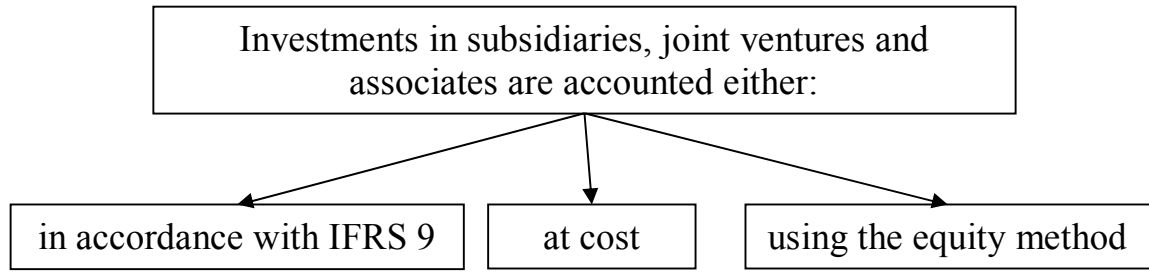 Investments in subsidiaries, joint ventures and
associates are accounted either:
in accordance with IFRS 9
at cost
using the equity method